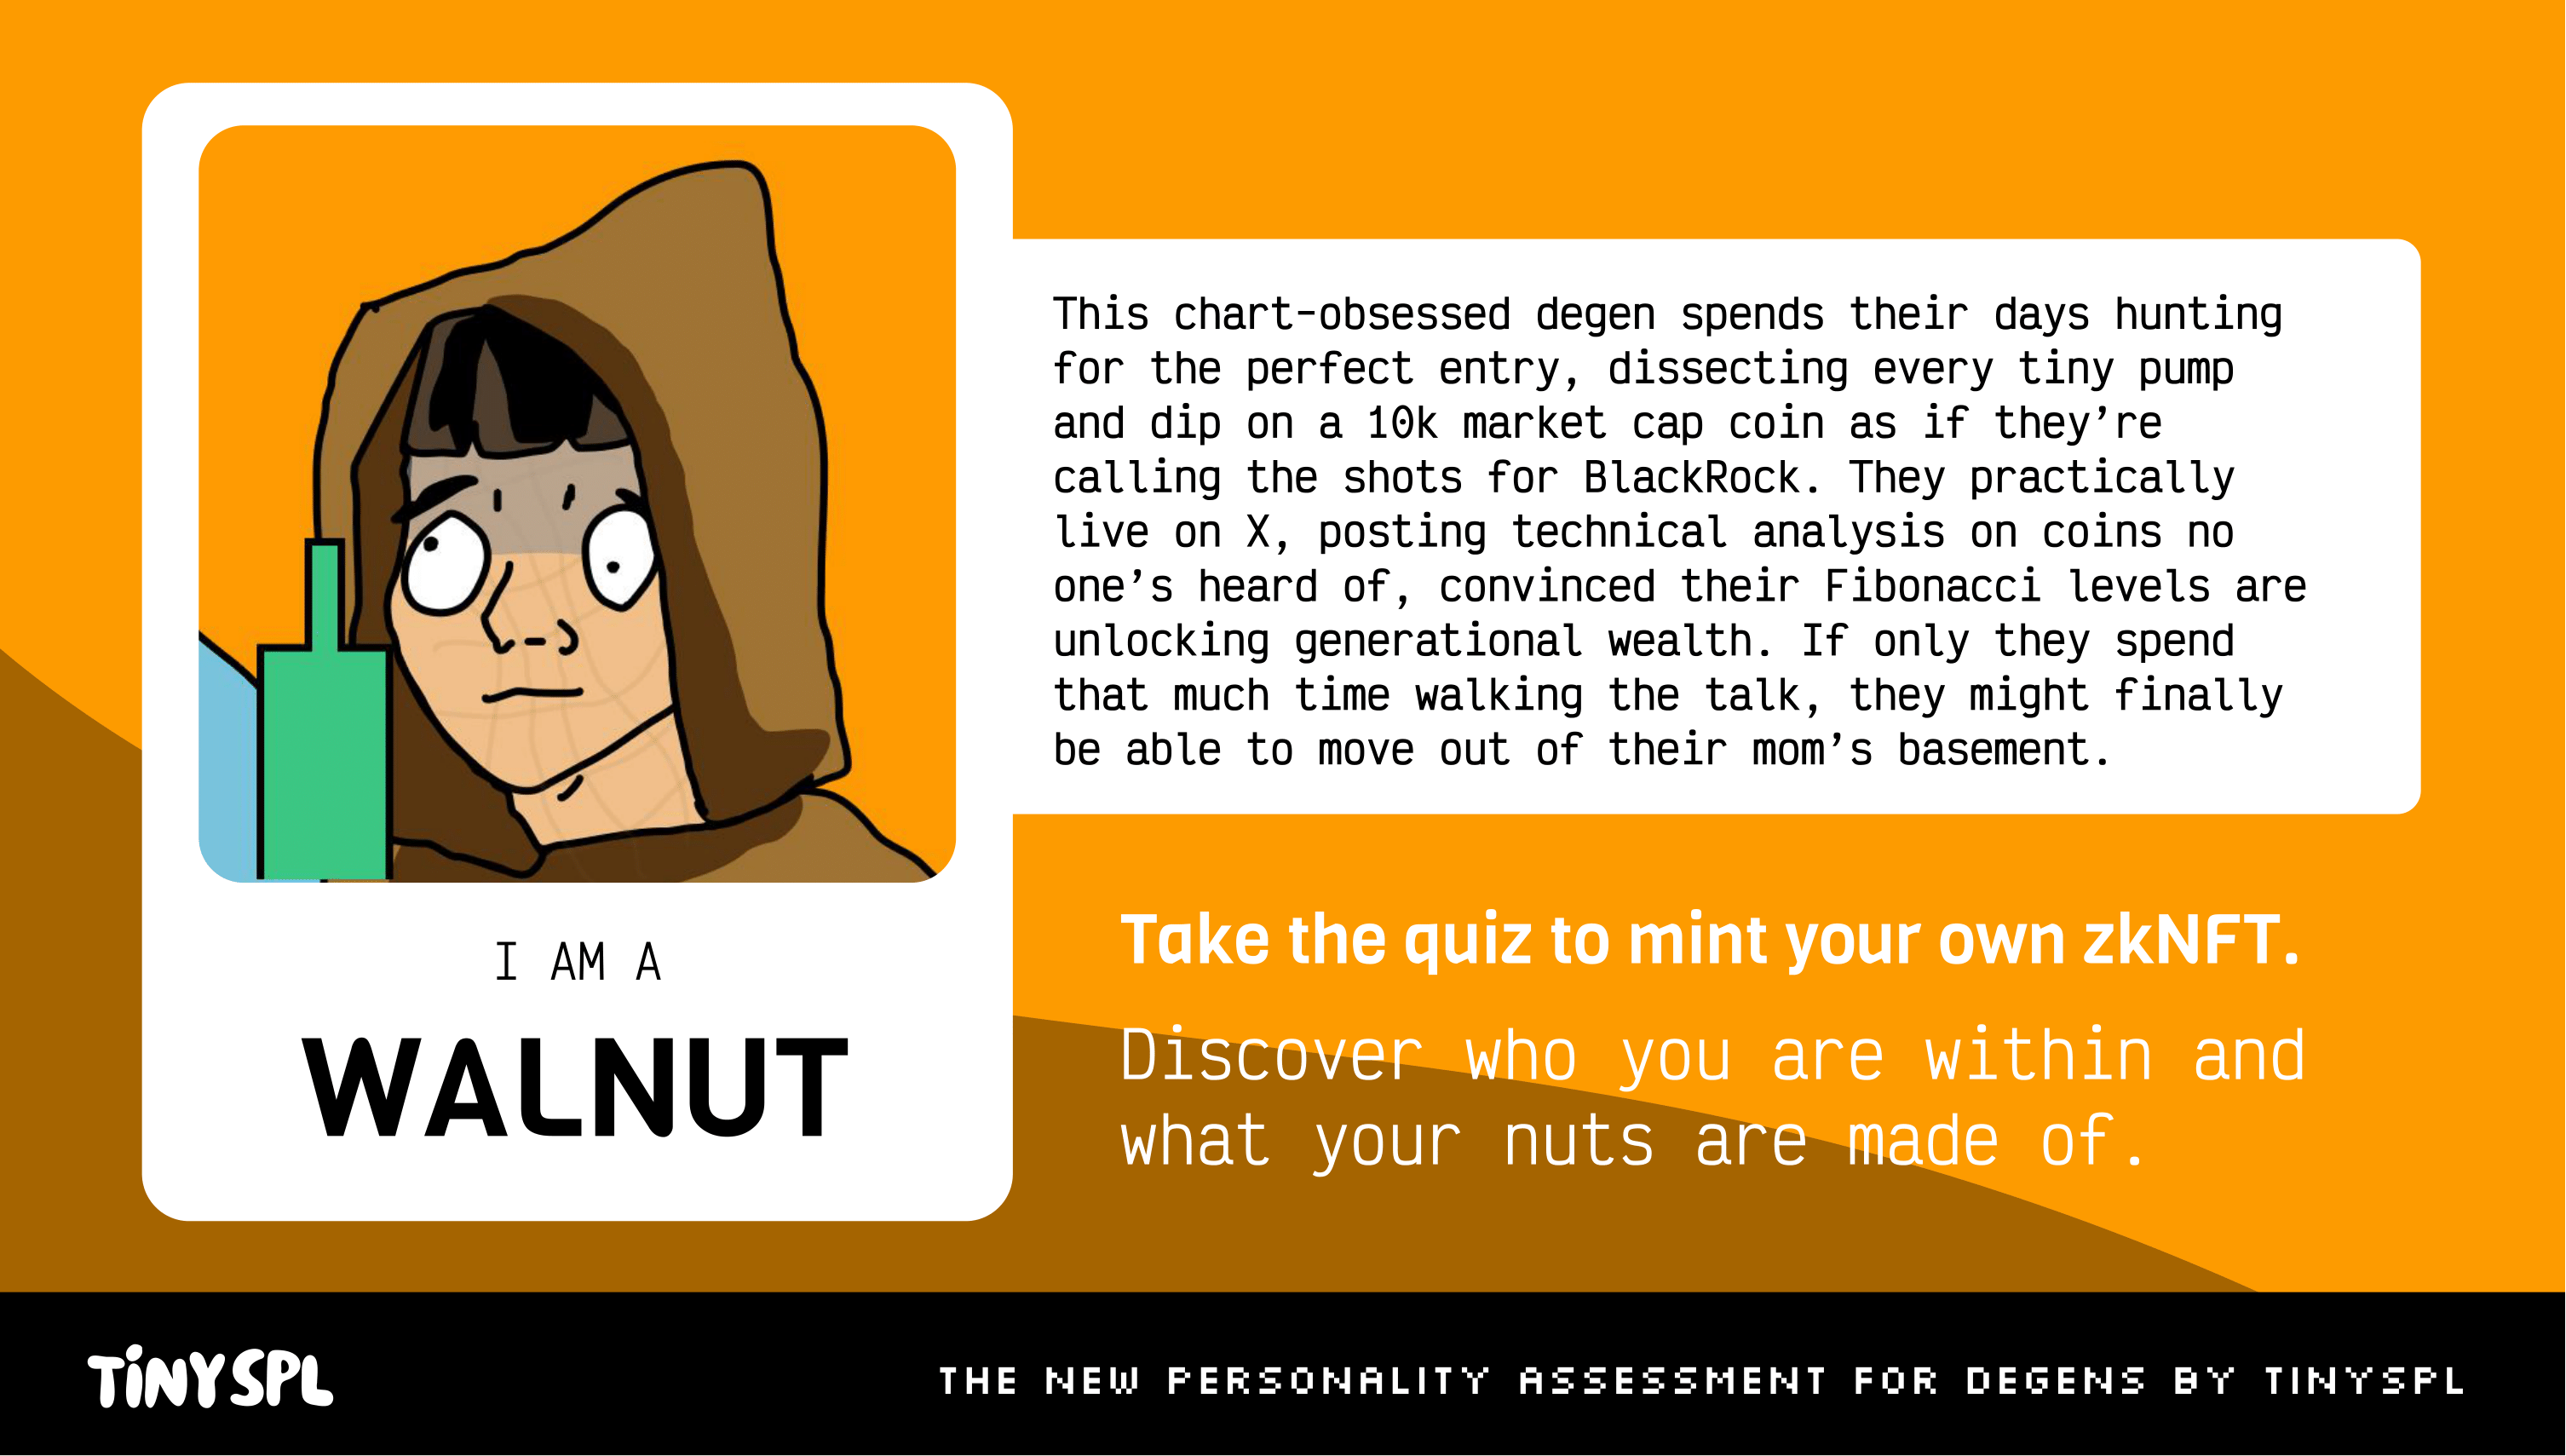 I AM A
WALNUT
This chart-obsessed degen spends their days hunting
for the perfect entry, dissecting every tiny pump
and dip on a 10k market cap coin as if they’re
calling the shots for BlackRock. They practically
live on X, posting technical analysis on coins no
one’s heard of, convinced their Fibonacci levels are
unlocking generational wealth. If only they spend
that much time walking the talk, they might finally
be able to move out of their mom’s basement.
Take the quiz to mint your own zkNFT.
Discover who you are within and
what your nuts are made of.
TiNY SPL
THE NEW PERSONALITY ASSESSMENT FOR DEGENS BY TINYSPL